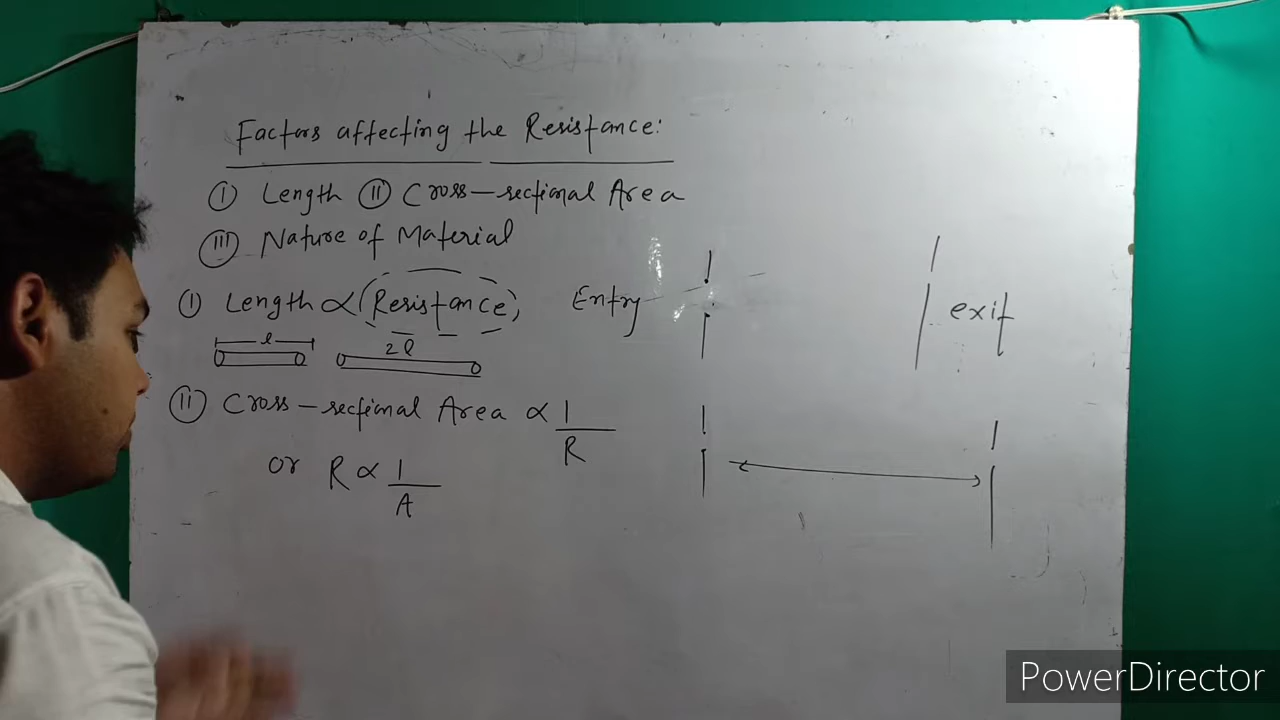 Factors affecting the Resistance:
I Length II Cross-sectional Area
III Nature of Material
I Length ∝ (Resistance)
Entry
exit
l
2l
II Cross-sectional Area ∝ 1/R
or R ∝ 1/A
PowerDirector